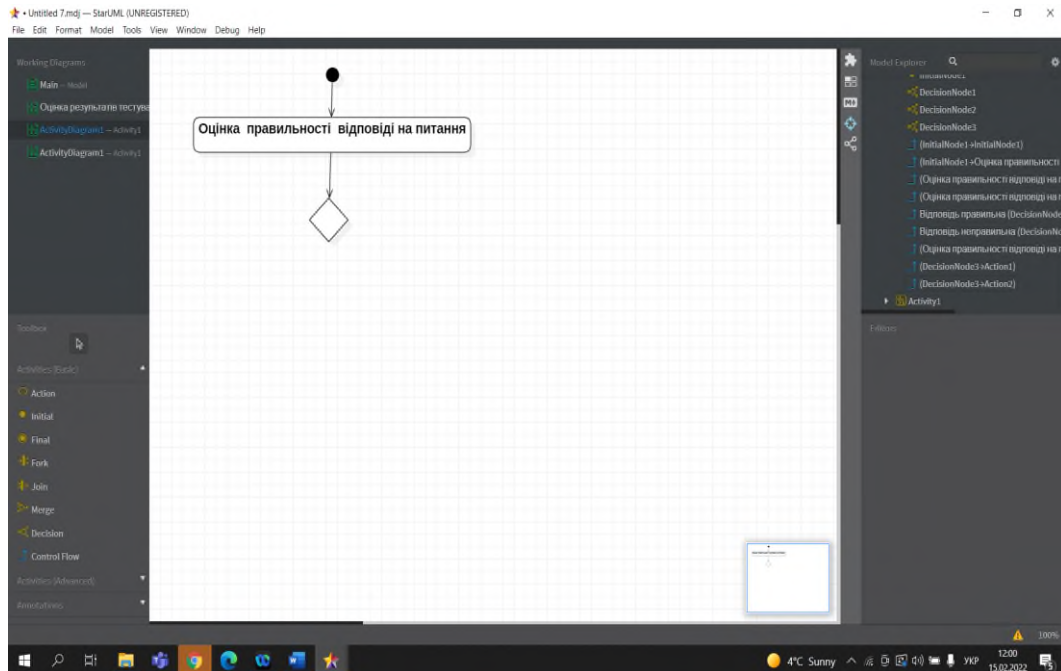 • Untitled 7.mdj — StarUML (UNREGISTERED)
File Edit Format Model Tools View Window Debug Help
Working Diagrams
Main — Model
Оцінка результатів тестува
ActivityDiagram1 — Activity1
ActivityDiagram1 — Activity1
Toolbox
Activities (Basic)
Action
Initial
Final
Fork
Join
Merge
Decision
Control Flow
Activities (Advanced)
Annotations
Оцінка правильності відповіді на питання
Model Explorer
InitialNode1
DecisionNode1
DecisionNode2
DecisionNode3
(InitialNode1→InitialNode1)
(InitialNode1→Оцінка правильності
(Оцінка правильності відповіді на п
(Оцінка правильності відповіді на п
Відповідь правильна (DecisionNode
Відповідь неправильна (DecisionNo
(Оцінка правильності відповіді на п
(DecisionNode3→Action1)
(DecisionNode3→Action2)
Activity1
Editors
100%
4°C Sunny
УКР
12:00
15.02.2022